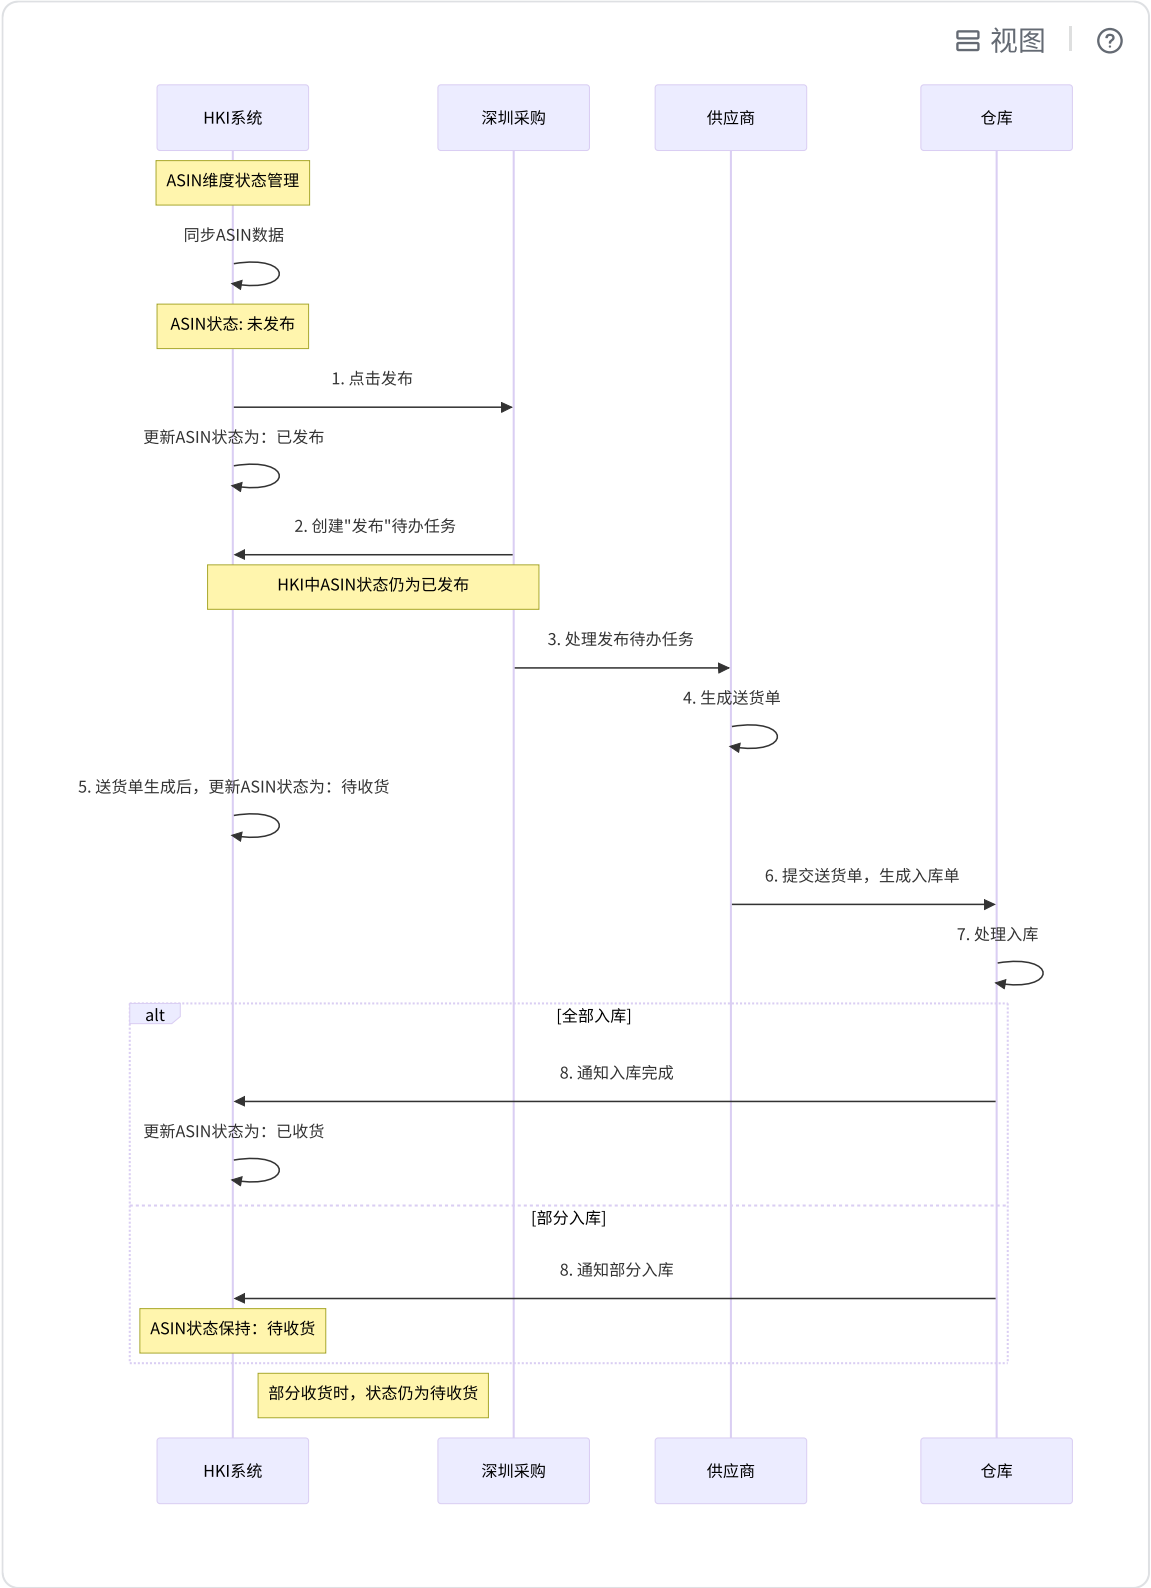 视图
HKI系统
深圳采购
供应商
仓库
ASIN维度状态管理
同步ASIN数据
ASIN状态: 未发布
1. 点击发布
更新ASIN状态为：已发布
2. 创建"发布"待办任务
HKI中ASIN状态仍为已发布
3. 处理发布待办任务
4. 生成送货单
5. 送货单生成后，更新ASIN状态为：待收货
6. 提交送货单，生成入库单
7. 处理入库
alt
[全部入库]
8. 通知入库完成
更新ASIN状态为：已收货
[部分入库]
8. 通知部分入库
ASIN状态保持：待收货
部分收货时，状态仍为待收货
HKI系统
深圳采购
供应商
仓库